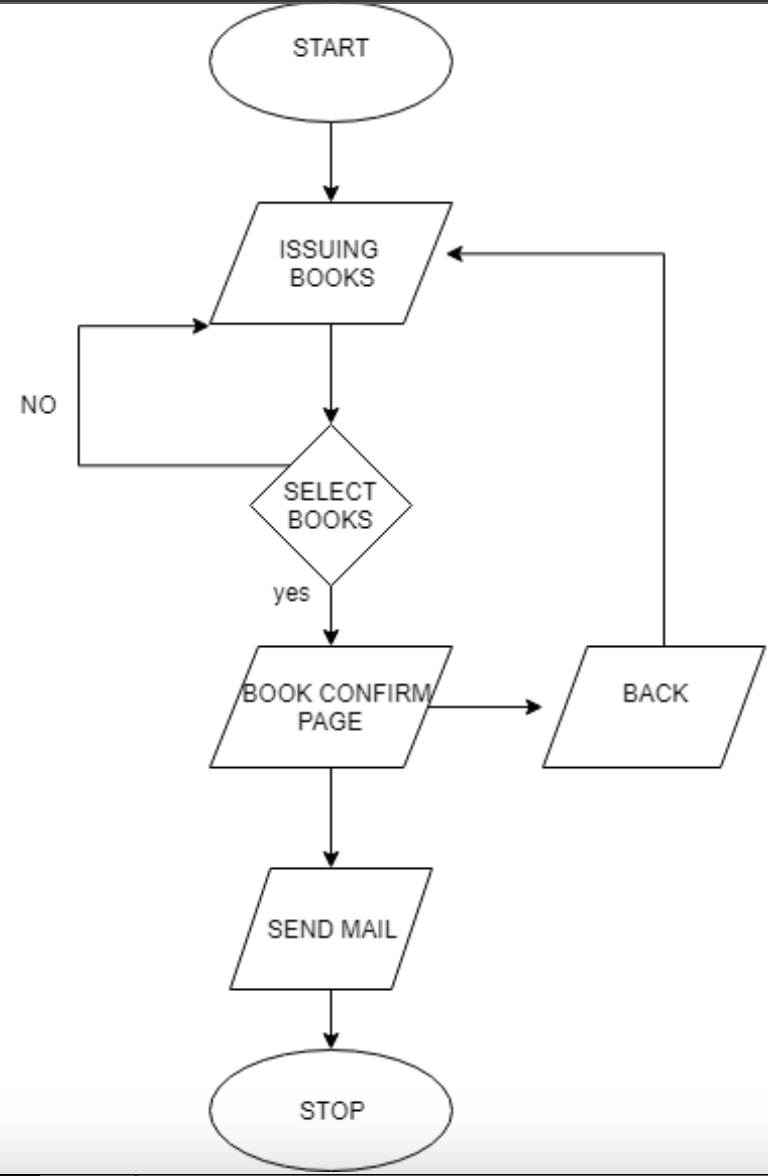 START
ISSUING
BOOKS
NO
SELECT
BOOKS
yes
BOOK CONFIRM
PAGE
BACK
SEND MAIL
STOP